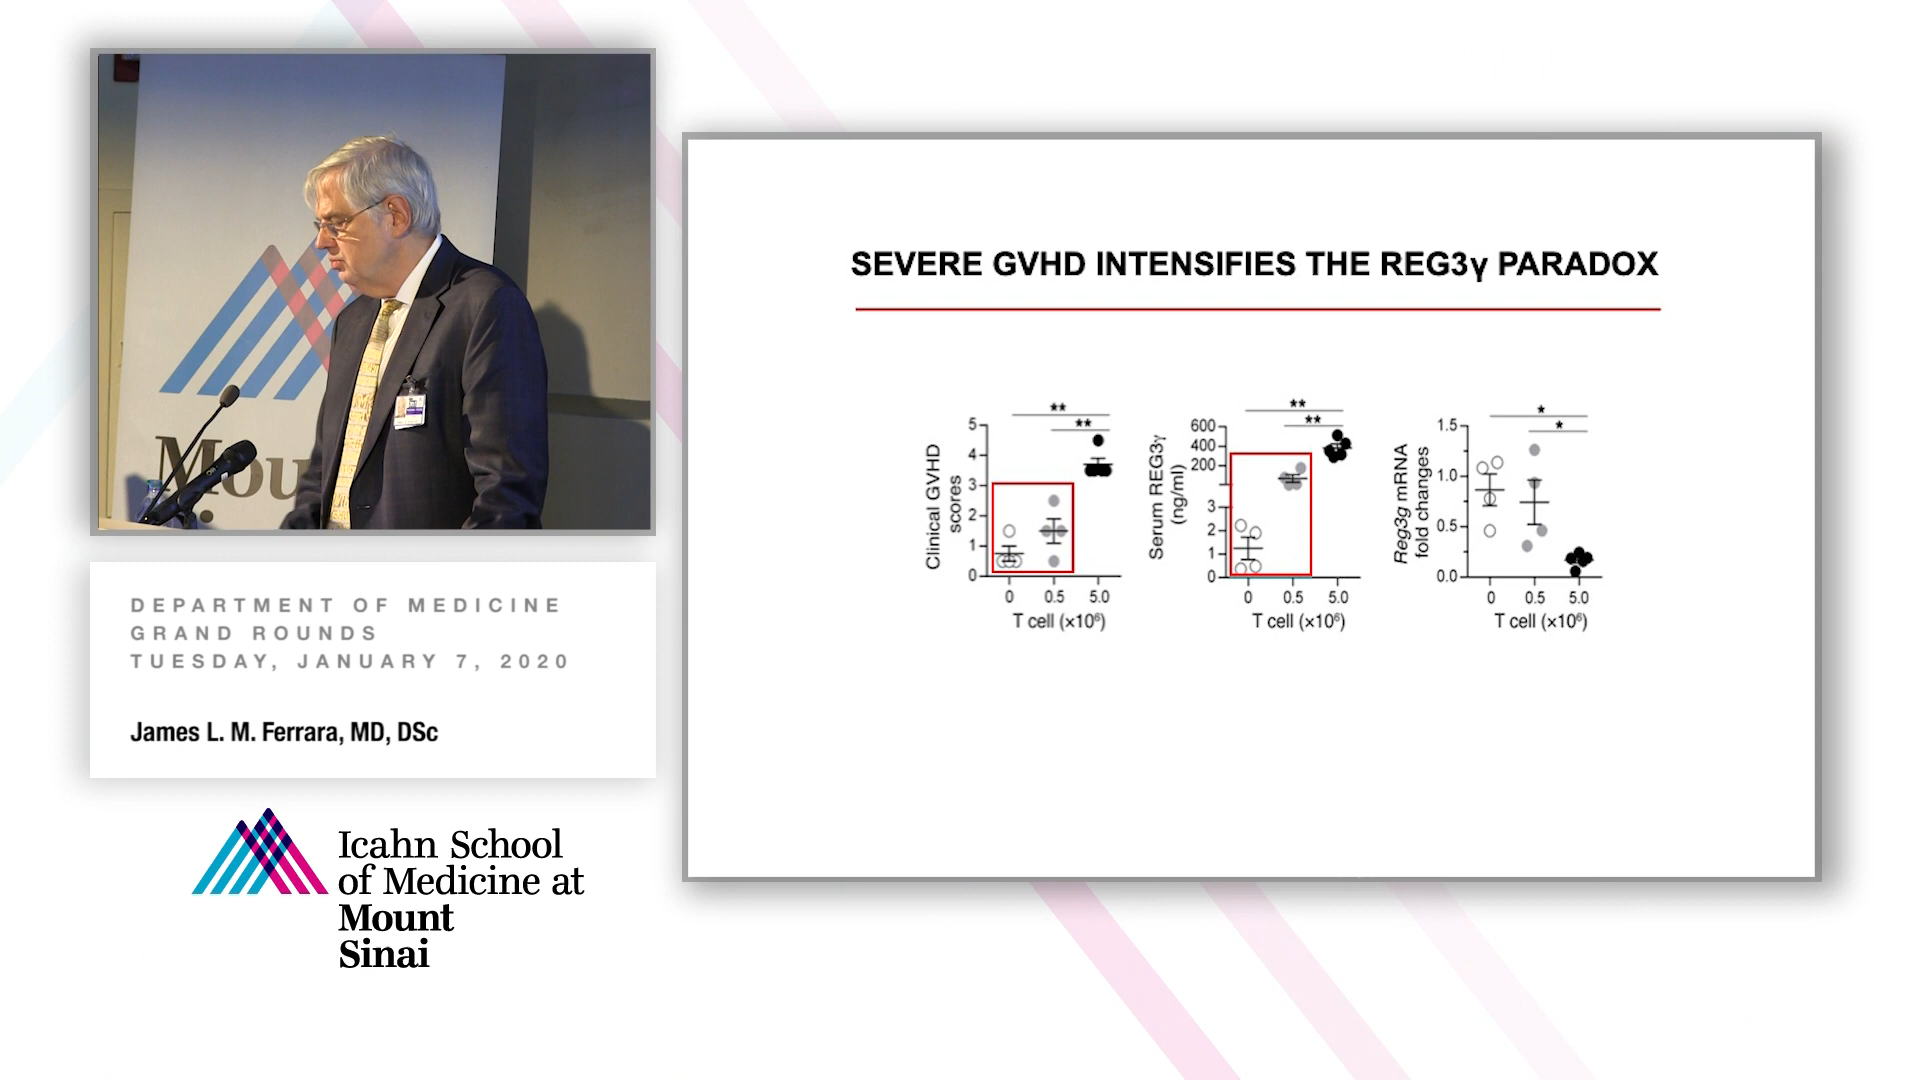 Mou
DEPARTMENT OF MEDICINE
GRAND ROUNDS
TUESDAY, JANUARY 7, 2020
James L. M. Ferrara, MD, DSc
Icahn School
of Medicine at
Mount
Sinai
SEVERE GVHD INTENSIFIES THE REG3γ PARADOX
Clinical GVHD
scores
5
4
3
2
1
0
** 
**
0 0.5 5.0
T cell (×10⁶)
Serum REG3γ
(ng/ml)
600
400
200
3
2
1
0
**
**
0 0.5 5.0
T cell (×10⁶)
Reg3g mRNA
fold changes
1.5
1.0
0.5
0.0
*
*
0 0.5 5.0
T cell (×10⁶)